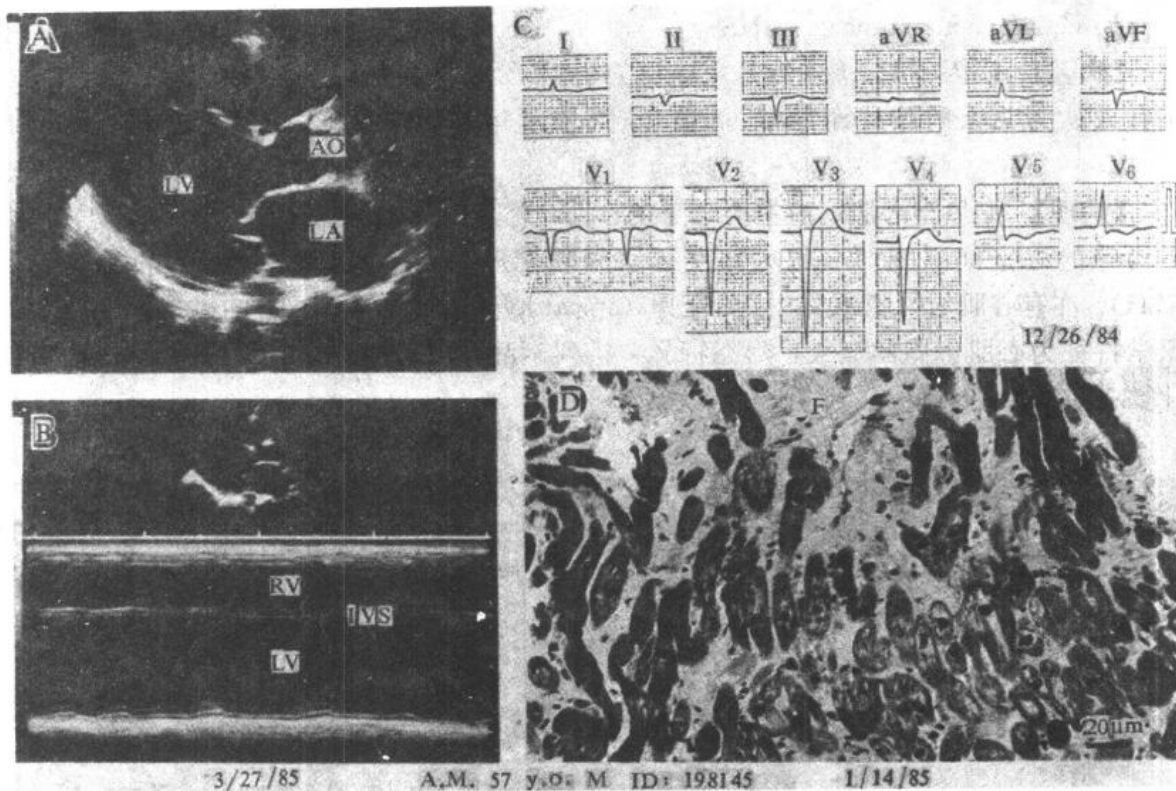 A
AO
LV
LA
B
RV
IVS
LV
C
I II III aVR aVL aVF
V1 V2 V3 V4 V5 V6
12/26/84
D
F
20μm
3/27/85 A.M. 57 y.o. M ID: 198145 1/14/85